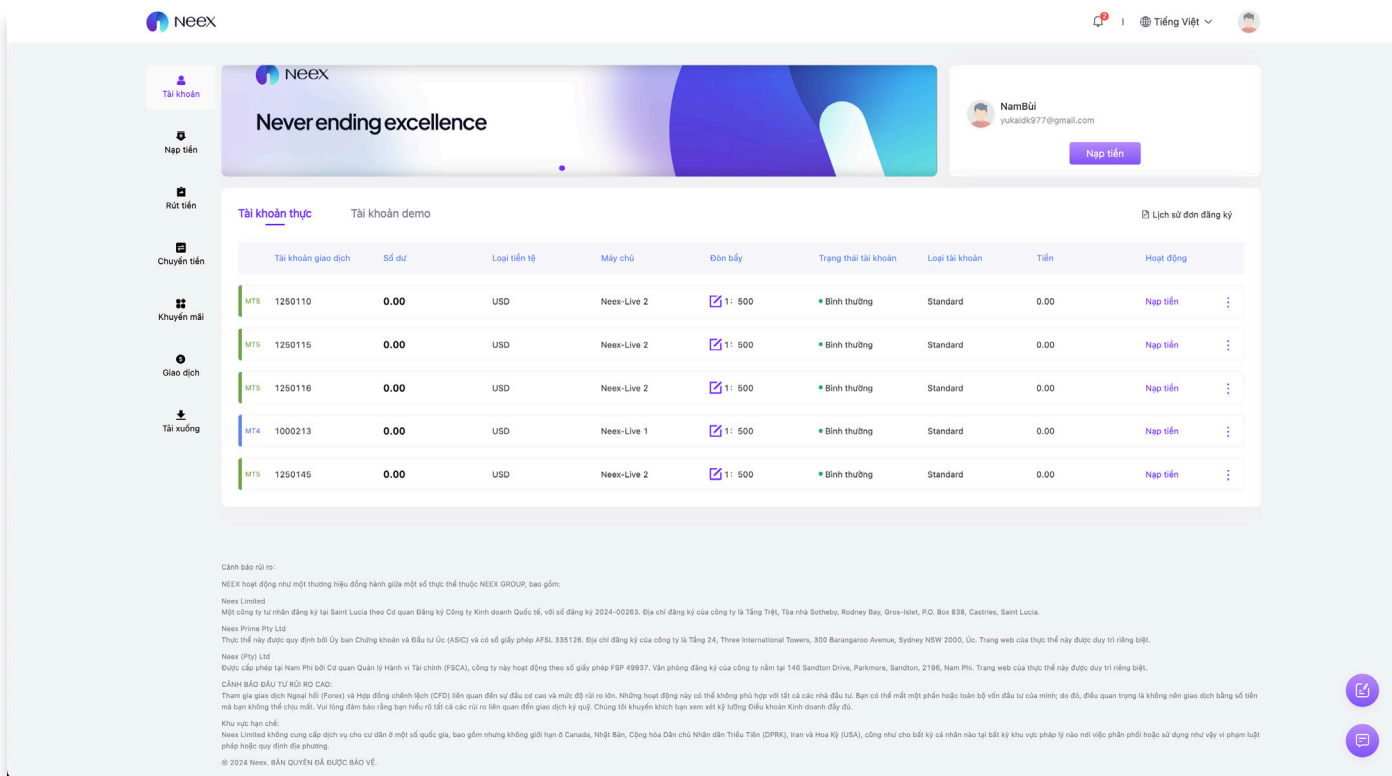 Neex
2
Tiếng Việt
Tài khoản
Nạp tiền
Rút tiền
Chuyển tiền
Khuyến mãi
Giao dịch
Tải xuống
Neex
Never ending excellence
NamBùi
yukaidk977@gmail.com
Nạp tiền
Tài khoản thực Tài khoản demo Lịch sử đơn đăng ký
Tài khoản giao dịch Số dư Loại tiền tệ Máy chủ Đòn bẩy Trạng thái tài khoản Loại tài khoản Tiền Hoạt động
MT5 1250110 0.00 USD Neex-Live 2 1: 500 Bình thường Standard 0.00 Nạp tiền
MT5 1250115 0.00 USD Neex-Live 2 1: 500 Bình thường Standard 0.00 Nạp tiền
MT5 1250116 0.00 USD Neex-Live 2 1: 500 Bình thường Standard 0.00 Nạp tiền
MT4 1000213 0.00 USD Neex-Live 1 1: 500 Bình thường Standard 0.00 Nạp tiền
MT5 1250145 0.00 USD Neex-Live 2 1: 500 Bình thường Standard 0.00 Nạp tiền
Cảnh báo rủi ro:
NEEX hoạt động như một thương hiệu đồng hành giữa một số thực thể thuộc NEEX GROUP, bao gồm:
Neex Limited
Một công ty tư nhân đăng ký tại Saint Lucia theo Cơ quan Đăng ký Công ty Kinh doanh Quốc tế, với số đăng ký 2024-00263. Địa chỉ đăng ký của công ty là Tầng Trệt, Tòa nhà Sotheby, Rodney Bay, Gros-Islet, P.O. Box 838, Castries, Saint Lucia.
Neex Prime Pty Ltd
Thực thể này được quy định bởi Ủy ban Chứng khoán và Đầu tư Úc (ASIC) và có số giấy phép AFSL 335126. Địa chỉ đăng ký của công ty là Tầng 24, Three International Towers, 300 Barangaroo Avenue, Sydney NSW 2000, Úc. Trang web của thực thể này được duy trì riêng biệt.
Neex (Pty) Ltd
Được cấp phép tại Nam Phi bởi Cơ quan Quản lý Hành vi Tài chính (FSCA), công ty này hoạt động theo số giấy phép FSP 49937. Văn phòng đăng ký của công ty nằm tại 146 Sandton Drive, Parkmore, Sandton, 2196, Nam Phi. Trang web của thực thể này được duy trì riêng biệt.
CẢNH BÁO ĐẦU TƯ RỦI RO CAO:
Tham gia giao dịch Ngoại hối (Forex) và Hợp đồng chênh lệch (CFD) liên quan đến sự đầu cơ cao và mức độ rủi ro lớn. Những hoạt động này có thể không phù hợp với tất cả các nhà đầu tư. Bạn có thể mất một phần hoặc toàn bộ vốn đầu tư của mình; do đó, điều quan trọng là không nên giao dịch bằng số tiền
mà bạn không thể chịu mất. Vui lòng đảm bảo rằng bạn hiểu rõ tất cả các rủi ro liên quan đến giao dịch ký quỹ. Chúng tôi khuyến khích bạn xem xét kỹ lưỡng Điều khoản Kinh doanh đầy đủ.
Khu vực hạn chế:
Neex Limited không cung cấp dịch vụ cho cư dân ở một số quốc gia, bao gồm nhưng không giới hạn ở Canada, Nhật Bản, Cộng hòa Dân chủ Nhân dân Triều Tiên (DPRK), Iran và Hoa Kỳ (USA), cũng như cho bất kỳ cá nhân nào tại bất kỳ khu vực pháp lý nào nơi việc phân phối hoặc sử dụng như vậy vi phạm luật
pháp hoặc quy định địa phương.
© 2024 Neex. BẢN QUYỀN ĐÃ ĐƯỢC BẢO VỆ.